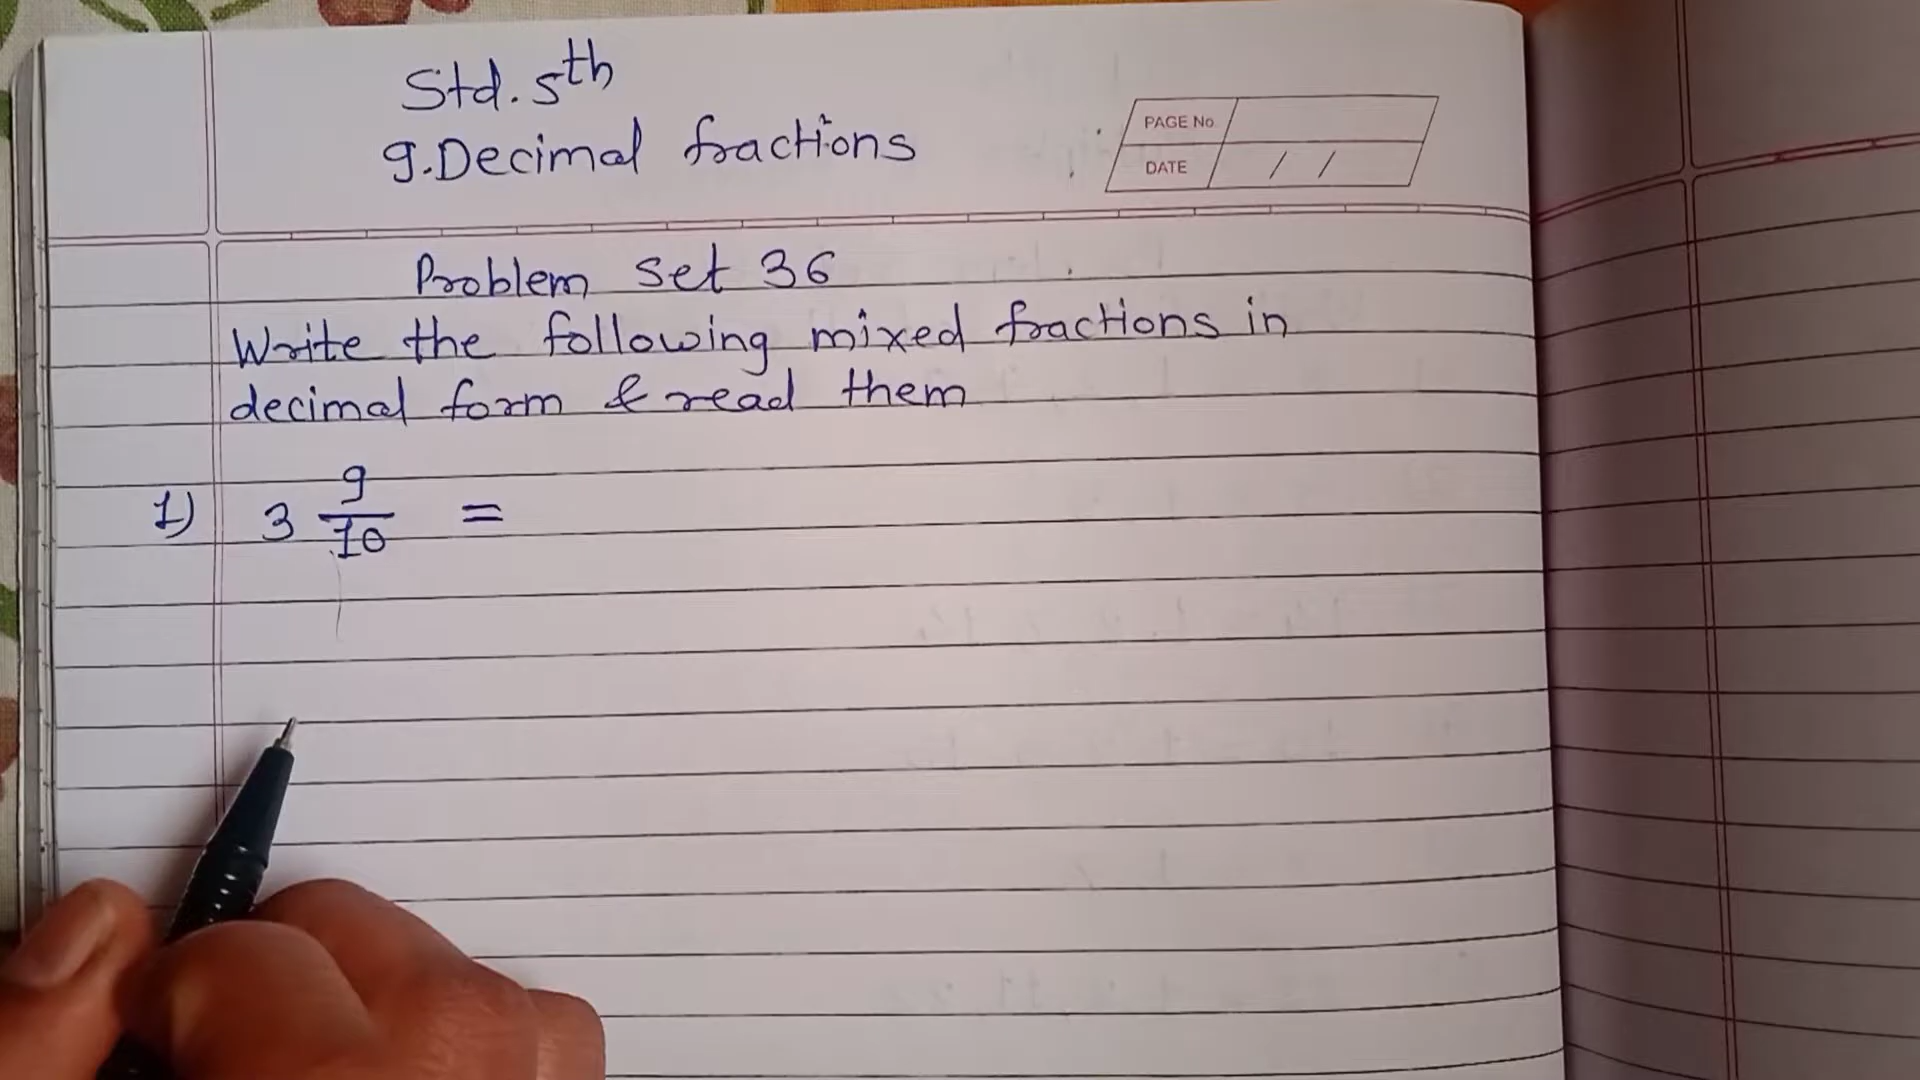 Std. 5th
9. Decimal fractions
PAGE No.
DATE / /
Problem Set 36
Write the following mixed fractions in
decimal form & read them
1) 3 9/10 =